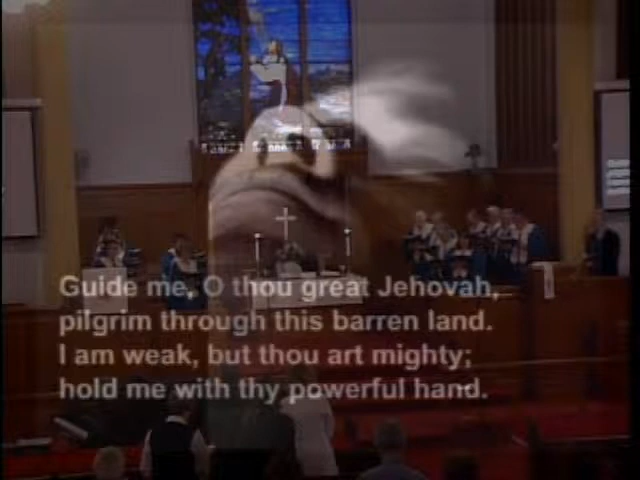 Guide me, O thou great Jehovah,
pilgrim through this barren land.
I am weak, but thou art mighty;
hold me with thy powerful hand.